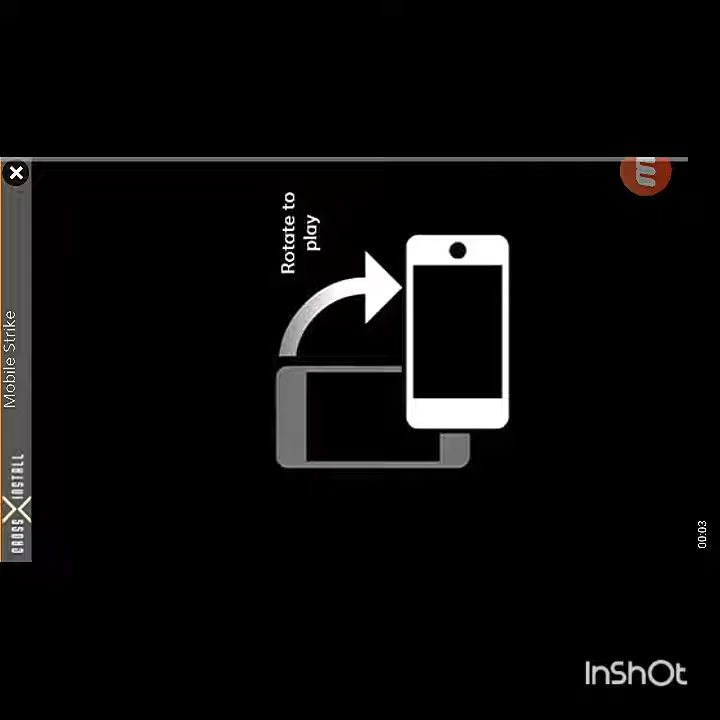 Rotate to
play
Mobile Strike
CROSS INSTALL
00:03
InShOt